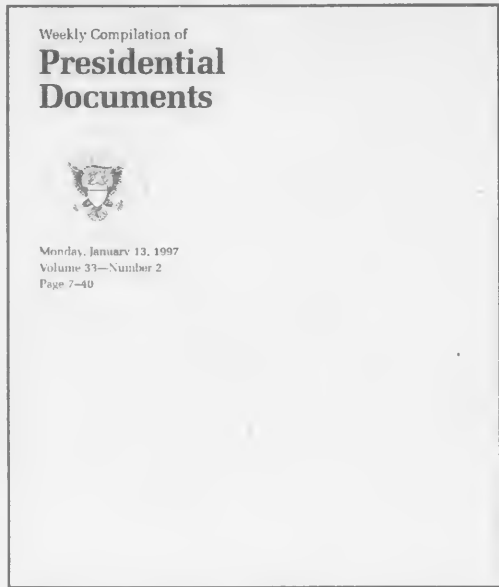 Weekly Compilation of
Presidential
Documents
Monday, January 13, 1997
Volume 33—Number 2
Page 7–40